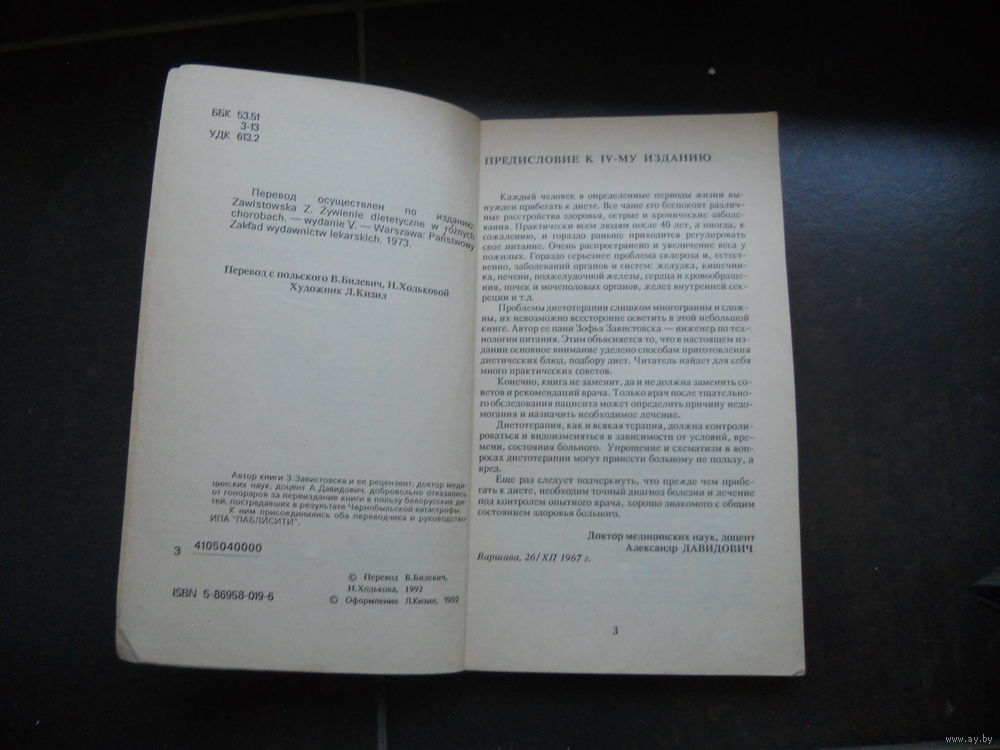 ББК 53.51
З-13
УДК 613.2
Перевод осуществлен по изданию:
Zawistowska Z. Żywienie dietetyczne w różnych
chorobach. — wydanie V. — Warszawa: Państwowy
Zakład wydawnictw lekarskich, 1973.
Перевод с польского В.Билевич, Н.Ходьковой
Художник Л.Кизил
Автор книги З.Завистовска и ее рецензент, доктор меди-
цинских наук, доцент А.Давидович, добровольно отказались
от гонораров за переиздание книги в пользу белорусских де-
тей, пострадавших в результате Чернобыльской катастрофы.
К ним присоединились оба переводчика и руководство
ИПА "ПАБЛИСИТИ".
З 4105040000
© Перевод В.Билевич,
Н.Ходькова, 1992
© Оформление Л.Кизил, 1992
ISBN 5-86958-019-6
ПРЕДИСЛОВИЕ К IV-МУ ИЗДАНИЮ
Каждый человек в определенные периоды жизни вы-
нужден прибегать к диете. Все чаще его беспокоят различ-
ные расстройства здоровья, острые и хронические заболе-
вания. Практически всем людям после 40 лет, а иногда, к
сожалению, и гораздо раньше приходится регулировать
свое питание. Очень распространено и увеличение веса у
пожилых. Гораздо серьезнее проблема склероза и, естест-
венно, заболеваний органов и систем: желудка, кишечни-
ка, печени, поджелудочной железы, сердца и кровообраще-
ния, почек и мочеполовых органов, желез внутренней сек-
реции и т.д.
Проблемы диетотерапии слишком многогранны и слож-
ны, их невозможно всесторонне осветить в этой небольшой
книге. Автор ее пани Зофья Завистовска — инженер по тех-
нологии питания. Этим объясняется то, что в настоящем из-
дании основное внимание уделено способам приготовления
диетических блюд, подбору диет. Читатель найдет для себя
много практических советов.
Конечно, книга не заменит, да и не должна заменить со-
ветов и рекомендаций врача. Только врач после тщательно-
го обследования пациента может определить причину недо-
могания и назначить необходимое лечение.
Диетотерапия, как и всякая терапия, должна контроли-
роваться и видоизменяться в зависимости от условий, вре-
мени, состояния больного. Упрощение и схематизм в воп-
росах диетотерапии могут принести больному не пользу, а
вред.
Еще раз следует подчеркнуть, что прежде чем прибе-
гать к диете, необходим точный диагноз болезни и лечение
под контролем опытного врача, хорошо знакомого с общим
состоянием здоровья больного.
Доктор медицинских наук, доцент
Александр ДАВИДОВИЧ
Варшава, 26/XII 1967 г.
3
www.ay.by